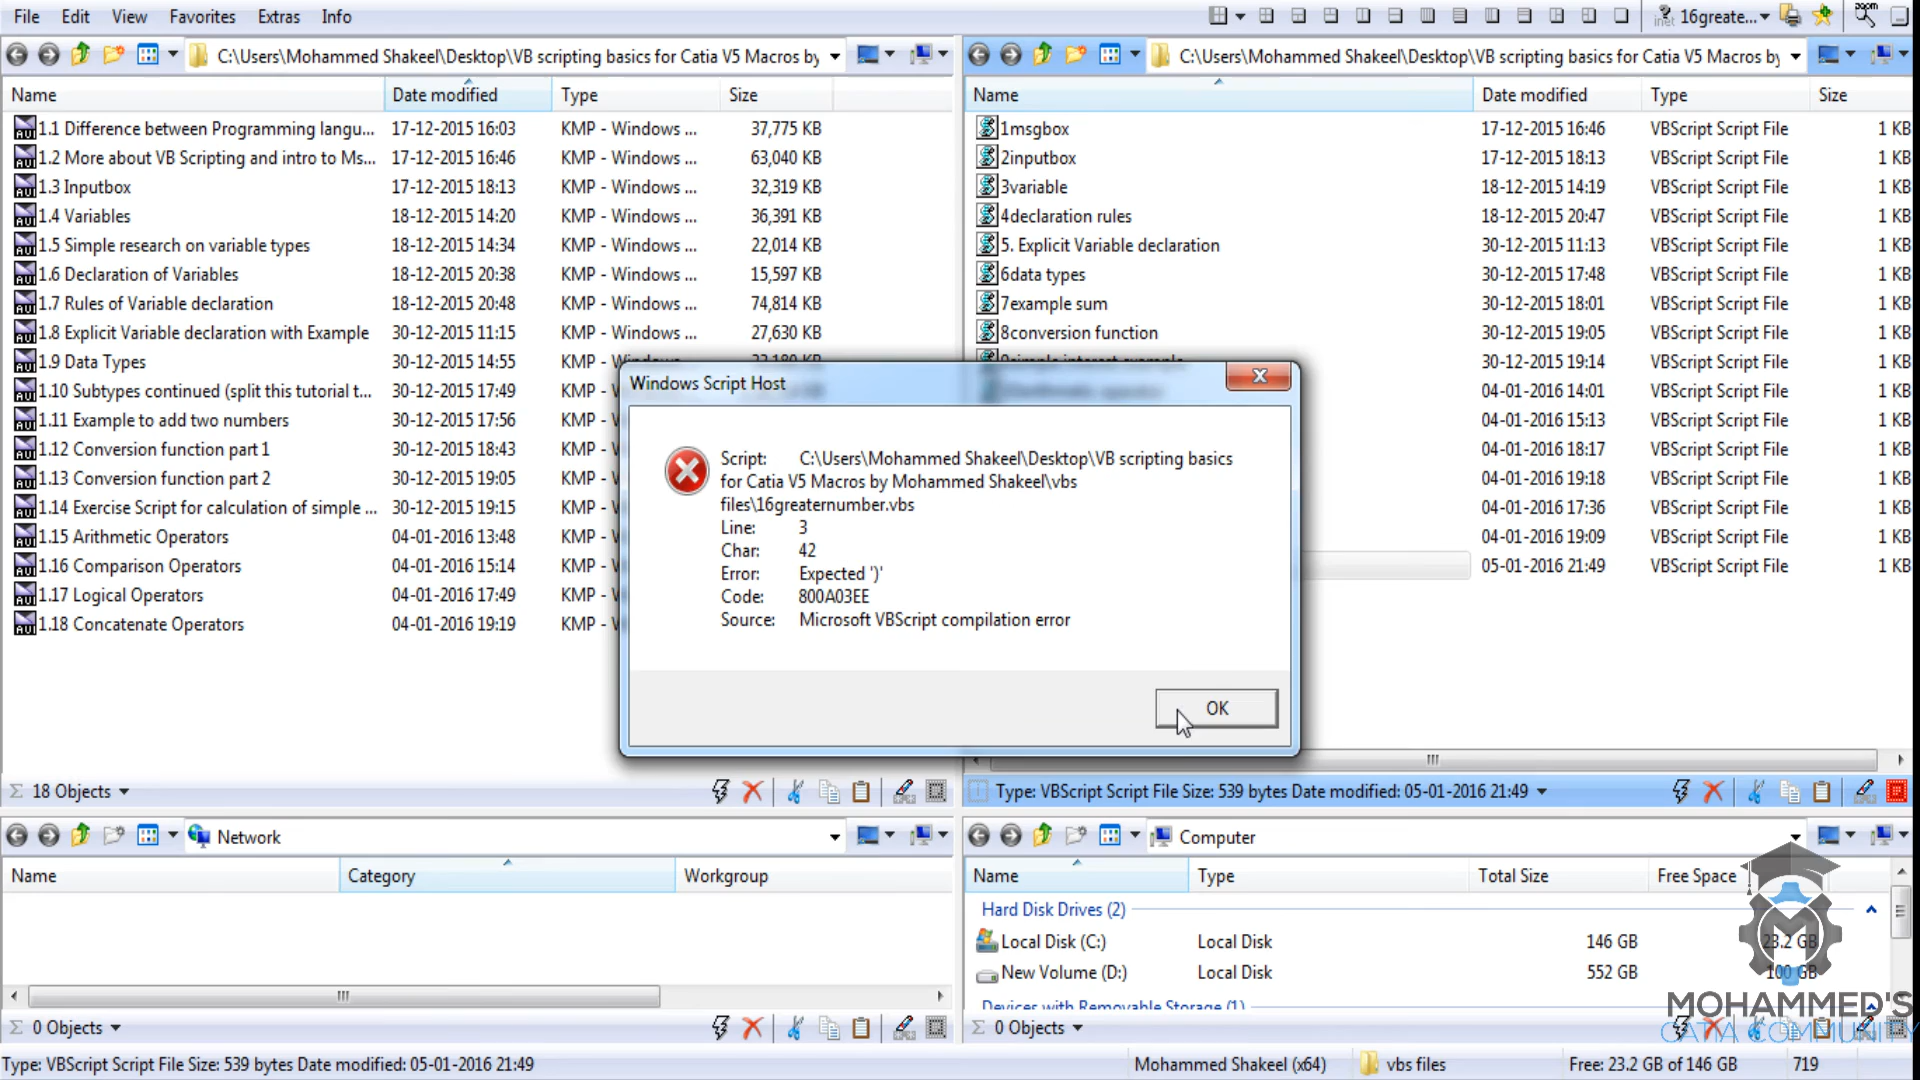 File Edit View Favorites Extras Info
16greate...
C:\Users\Mohammed Shakeel\Desktop\VB scripting basics for Catia V5 Macros by
C:\Users\Mohammed Shakeel\Desktop\VB scripting basics for Catia V5 Macros by
Name Date modified Type Size
1.1 Difference between Programming langu... 17-12-2015 16:03 KMP - Windows ... 37,775 KB
1.2 More about VB Scripting and intro to Ms... 17-12-2015 16:46 KMP - Windows ... 63,040 KB
1.3 Inputbox 17-12-2015 18:13 KMP - Windows ... 32,319 KB
1.4 Variables 18-12-2015 14:20 KMP - Windows ... 36,391 KB
1.5 Simple research on variable types 18-12-2015 14:34 KMP - Windows ... 22,014 KB
1.6 Declaration of Variables 18-12-2015 20:38 KMP - Windows ... 15,597 KB
1.7 Rules of Variable declaration 18-12-2015 20:48 KMP - Windows ... 74,814 KB
1.8 Explicit Variable declaration with Example 30-12-2015 11:15 KMP - Windows ... 27,630 KB
1.9 Data Types 30-12-2015 14:55
1.10 Subtypes continued (split this tutorial t... 30-12-2015 17:49 KMP -
1.11 Example to add two numbers 30-12-2015 17:56 KMP -
1.12 Conversion function part 1 30-12-2015 18:43 KMP -
1.13 Conversion function part 2 30-12-2015 19:05 KMP -
1.14 Exercise Script for calculation of simple ... 30-12-2015 19:15 KMP -
1.15 Arithmetic Operators 04-01-2016 13:48 KMP -
1.16 Comparison Operators 04-01-2016 15:14 KMP -
1.17 Logical Operators 04-01-2016 17:49 KMP -
1.18 Concatenate Operators 04-01-2016 19:19 KMP -
18 Objects
Name Date modified Type Size
1msgbox 17-12-2015 16:46 VBScript Script File 1 KB
2inputbox 17-12-2015 18:13 VBScript Script File 1 KB
3variable 18-12-2015 14:19 VBScript Script File 1 KB
4declaration rules 18-12-2015 20:47 VBScript Script File 1 KB
5. Explicit Variable declaration 30-12-2015 11:13 VBScript Script File 1 KB
6data types 30-12-2015 17:48 VBScript Script File 1 KB
7example sum 30-12-2015 18:01 VBScript Script File 1 KB
8conversion function 30-12-2015 19:05 VBScript Script File 1 KB
9simple interest example 30-12-2015 19:14 VBScript Script File 1 KB
04-01-2016 14:01 VBScript Script File 1 KB
04-01-2016 15:13 VBScript Script File 1 KB
04-01-2016 18:17 VBScript Script File 1 KB
04-01-2016 19:18 VBScript Script File 1 KB
04-01-2016 17:36 VBScript Script File 1 KB
04-01-2016 19:09 VBScript Script File 1 KB
05-01-2016 21:49 VBScript Script File 1 KB
Type: VBScript Script File Size: 539 bytes Date modified: 05-01-2016 21:49
Windows Script Host
Script: C:\Users\Mohammed Shakeel\Desktop\VB scripting basics
for Catia V5 Macros by Mohammed Shakeel\vbs
files\16greaternumber.vbs
Line: 3
Char: 42
Error: Expected ')'
Code: 800A03EE
Source: Microsoft VBScript compilation error
OK
Network
Name Category Workgroup
0 Objects
Computer
Name Type Total Size Free Space
Hard Disk Drives (2)
Local Disk (C:) Local Disk 146 GB 23.2 GB
New Volume (D:) Local Disk 552 GB 100 GB
Devices with Removable Storage (1)
0 Objects
MOHAMMED'S
CATIA COMMUNITY
Type: VBScript Script File Size: 539 bytes Date modified: 05-01-2016 21:49
Mohammed Shakeel (x64) vbs files Free: 23.2 GB of 146 GB 719